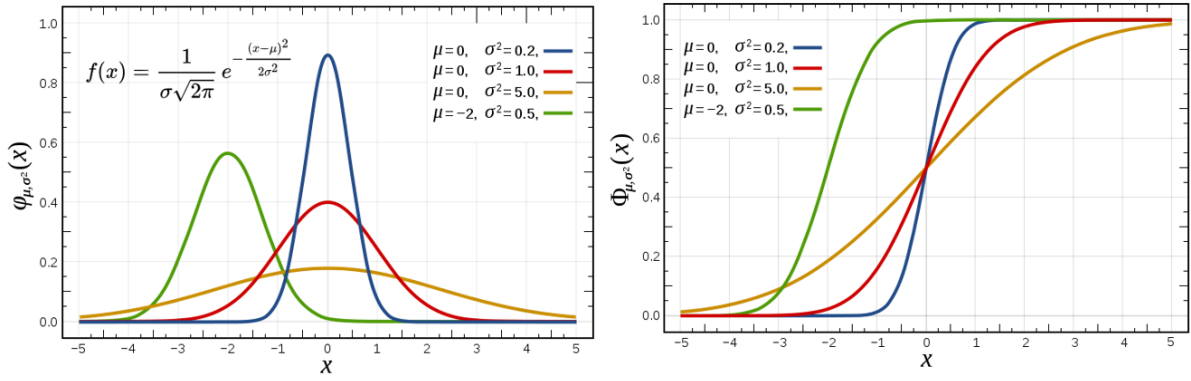 1.0
0.8
0.6
0.4
0.2
0.0
φμ,σ²(x)
f(x) = 1/(σ√2π) e^(−(x−μ)²/2σ²)
μ=0, σ²=0.2,
μ=0, σ²=1.0,
μ=0, σ²=5.0,
μ=−2, σ²=0.5,
−5 −4 −3 −2 −1 0 1 2 3 4 5
x
1.0
0.8
0.6
0.4
0.2
0.0
Φμ,σ²(x)
μ=0, σ²=0.2,
μ=0, σ²=1.0,
μ=0, σ²=5.0,
μ=−2, σ²=0.5,
−5 −4 −3 −2 −1 0 1 2 3 4 5
x